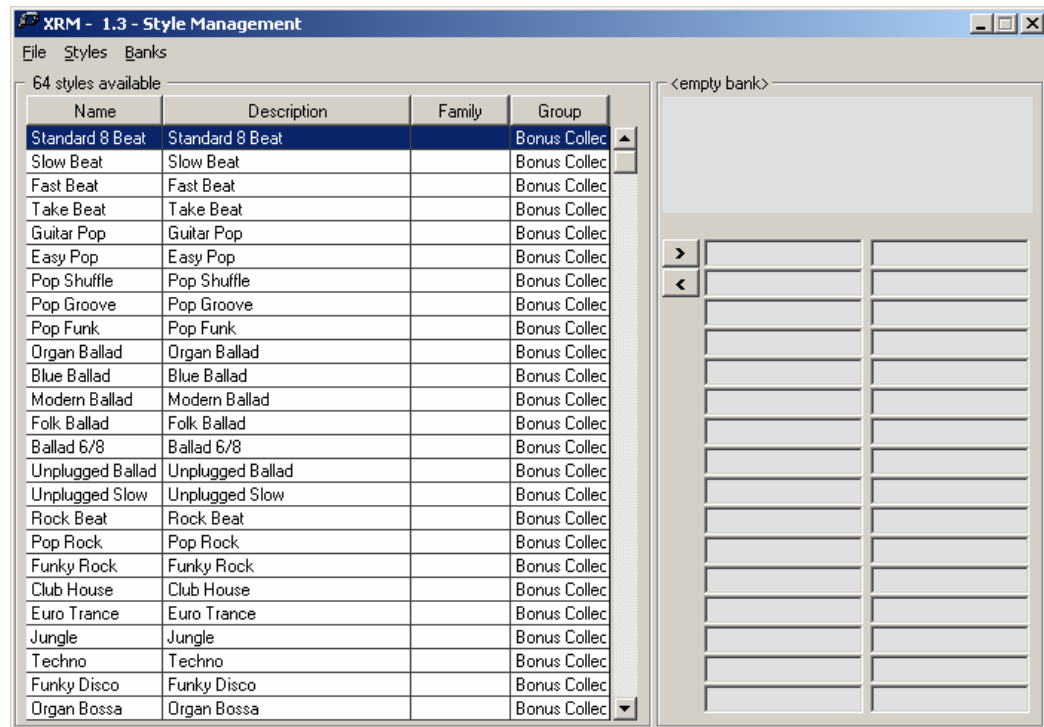 XRM - 1.3 - Style Management
File Styles Banks
64 styles available
<empty bank>
Name Description Family Group
Standard 8 Beat Standard 8 Beat Bonus Collec
Slow Beat Slow Beat Bonus Collec
Fast Beat Fast Beat Bonus Collec
Take Beat Take Beat Bonus Collec
Guitar Pop Guitar Pop Bonus Collec
Easy Pop Easy Pop Bonus Collec
>
Pop Shuffle Pop Shuffle Bonus Collec
<
Pop Groove Pop Groove Bonus Collec
Pop Funk Pop Funk Bonus Collec
Organ Ballad Organ Ballad Bonus Collec
Blue Ballad Blue Ballad Bonus Collec
Modern Ballad Modern Ballad Bonus Collec
Folk Ballad Folk Ballad Bonus Collec
Ballad 6/8 Ballad 6/8 Bonus Collec
Unplugged Ballad Unplugged Ballad Bonus Collec
Unplugged Slow Unplugged Slow Bonus Collec
Rock Beat Rock Beat Bonus Collec
Pop Rock Pop Rock Bonus Collec
Funky Rock Funky Rock Bonus Collec
Club House Club House Bonus Collec
Euro Trance Euro Trance Bonus Collec
Jungle Jungle Bonus Collec
Techno Techno Bonus Collec
Funky Disco Funky Disco Bonus Collec
Organ Bossa Organ Bossa Bonus Collec